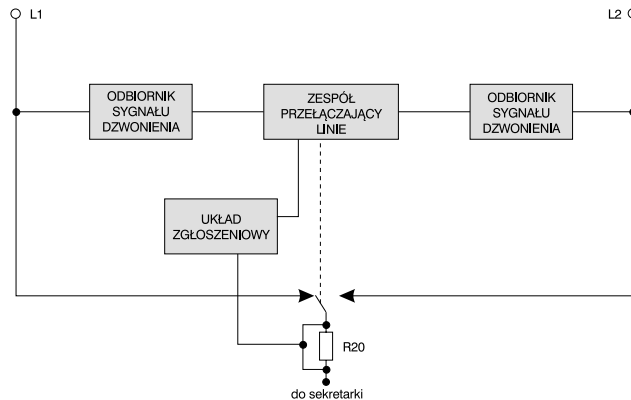 L1
L2
ODBIORNIK
SYGNAŁU
DZWONIENIA
ZESPÓŁ
PRZEŁĄCZAJĄCY
LINIE
ODBIORNIK
SYGNAŁU
DZWONIENIA
UKŁAD
ZGŁOSZENIOWY
R20
do sekretarki